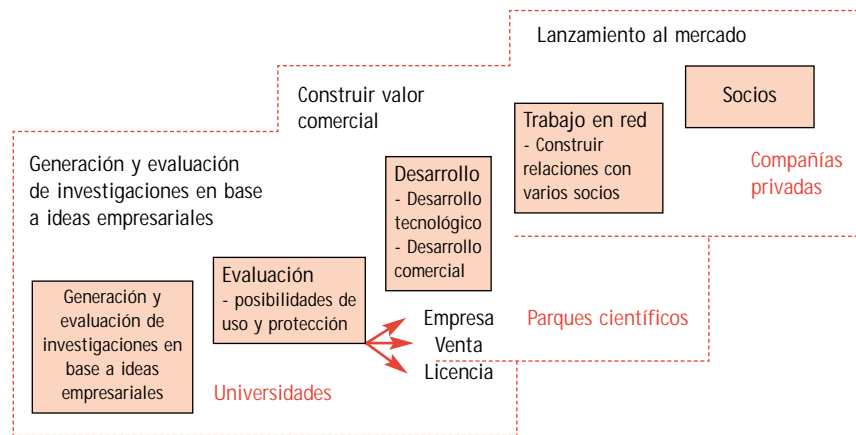 Lanzamiento al mercado
Construir valor
comercial
Generación y evaluación
de investigaciones en base
a ideas empresariales
Socios
Trabajo en red
- Construir
relaciones con
varios socios
Compañías
privadas
Desarrollo
- Desarrollo
tecnológico
- Desarrollo
comercial
Evaluación
- posibilidades de
uso y protección
Generación y
evaluación de
investigaciones en
base a ideas
empresariales
Empresa
Venta
Licencia
Parques científicos
Universidades